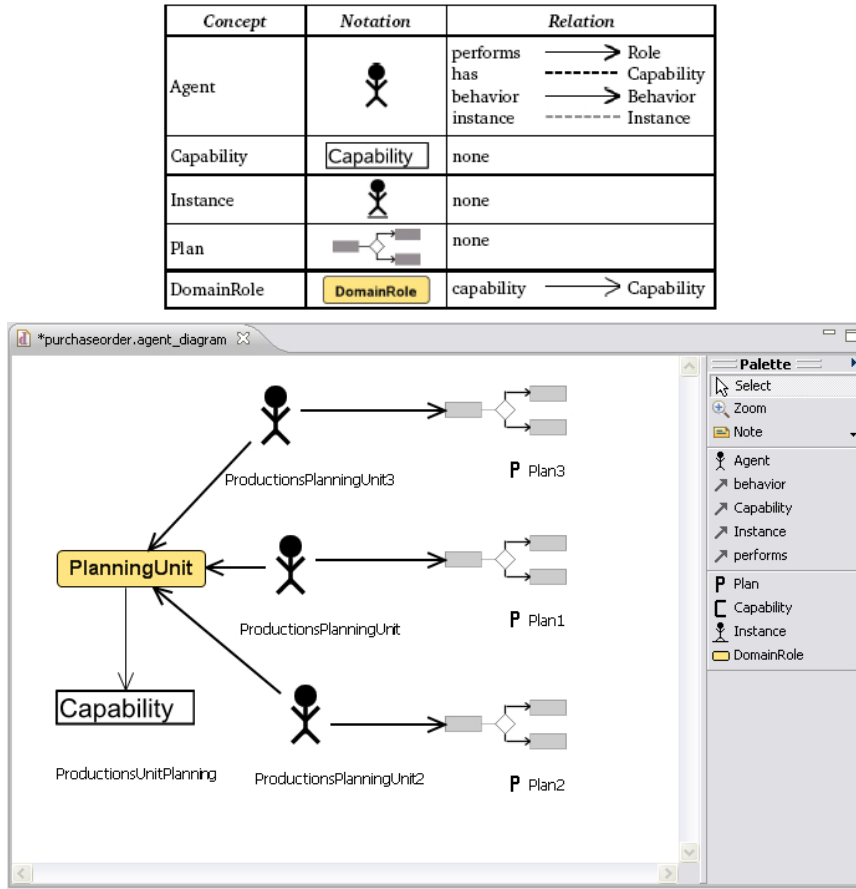 Concept Notation Relation
Agent
performs Role
has Capability
behavior Behavior
instance Instance
Capability Capability none
Instance none
Plan none
DomainRole DomainRole capability Capability
*purchaseorder.agent_diagram
ProductionsPlanningUnit3
P Plan3
PlanningUnit
ProductionsPlanningUnit
P Plan1
Capability
ProductionsUnitPlanning
ProductionsPlanningUnit2
P Plan2
Palette
Select
Zoom
Note
Agent
behavior
Capability
Instance
performs
P Plan
Capability
Instance
DomainRole